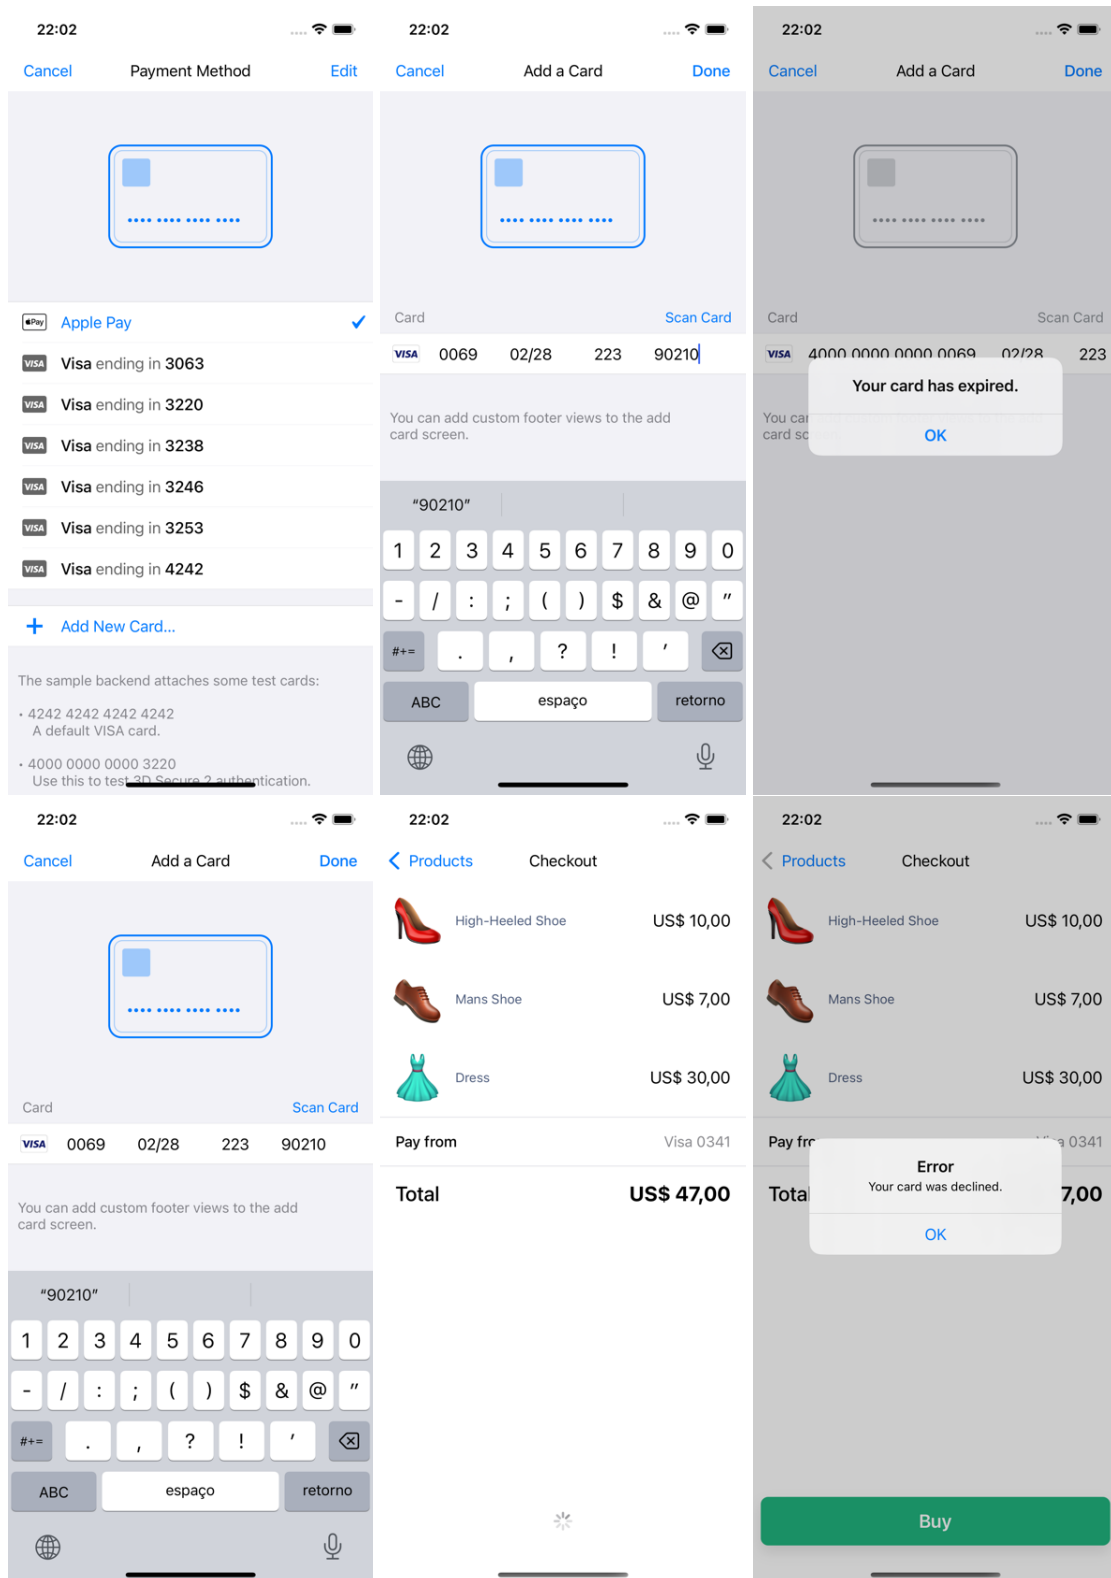 22:02
Cancel Payment Method Edit
Pay Apple Pay
VISA Visa ending in 3063
VISA Visa ending in 3220
VISA Visa ending in 3238
VISA Visa ending in 3246
VISA Visa ending in 3253
VISA Visa ending in 4242
+ Add New Card...
The sample backend attaches some test cards:
• 4242 4242 4242 4242
A default VISA card.
• 4000 0000 0000 3220
Use this to test 3D Secure 2 authentication.
22:02
Cancel Add a Card Done
Card Scan Card
VISA 0069 02/28 223 90210
You can add custom footer views to the add
card screen.
“90210”
1 2 3 4 5 6 7 8 9 0
- / : ; ( ) $ & @ "
#+= . , ? ! '
ABC espaço retorno
22:02
Cancel Add a Card Done
Card Scan Card
VISA 4000 0000 0000 0069 02/28 223
You ca
card sc
Your card has expired.
OK
22:02
Cancel Add a Card Done
Card Scan Card
VISA 0069 02/28 223 90210
You can add custom footer views to the add
card screen.
“90210”
1 2 3 4 5 6 7 8 9 0
- / : ; ( ) $ & @ "
#+= . , ? ! '
ABC espaço retorno
22:02
Products Checkout
High-Heeled Shoe US$ 10,00
Mans Shoe US$ 7,00
Dress US$ 30,00
Pay from Visa 0341
Total US$ 47,00
22:02
Products Checkout
High-Heeled Shoe US$ 10,00
Mans Shoe US$ 7,00
Dress US$ 30,00
Pay fr a 0341
Total 7,00
Error
Your card was declined.
OK
Buy